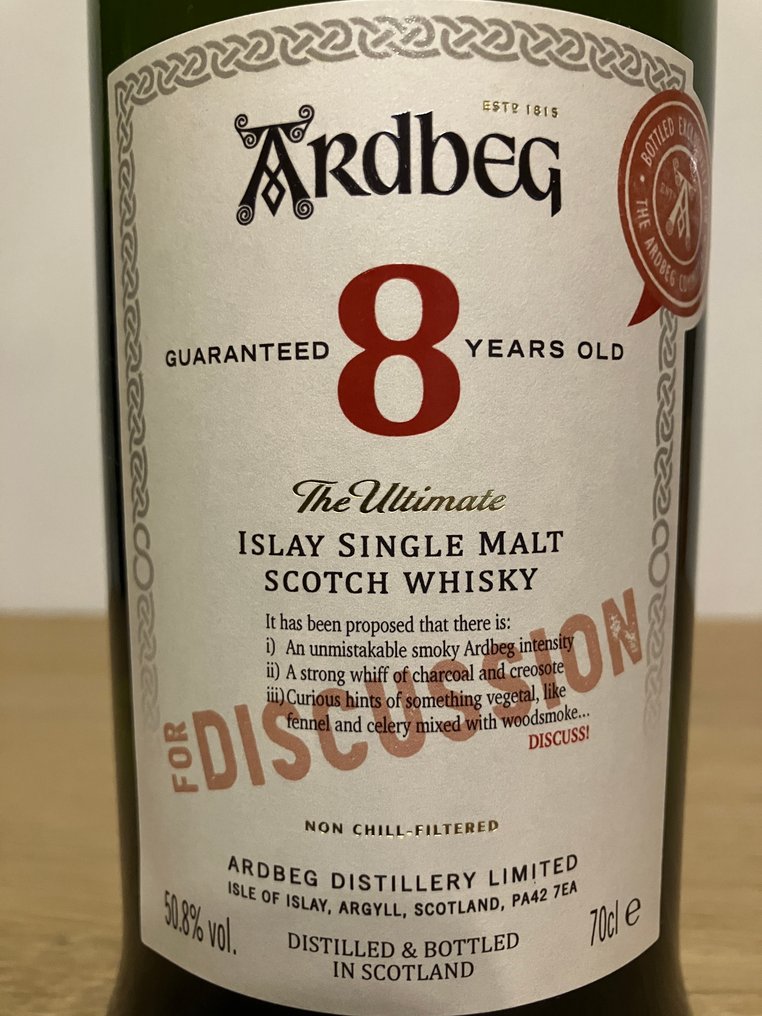 ESTD 1815
ARDBEG
GUARANTEED 8 YEARS OLD
The Ultimate
ISLAY SINGLE MALT
SCOTCH WHISKY
It has been proposed that there is:
i) An unmistakable smoky Ardbeg intensity
ii) A strong whiff of charcoal and creosote
iii) Curious hints of something vegetal, like
fennel and celery mixed with woodsmoke...
DISCUSS!
FOR DISCUSSION
NON CHILL-FILTERED
ARDBEG DISTILLERY LIMITED
ISLE OF ISLAY, ARGYLL, SCOTLAND, PA42 7EA
50.8% vol.
70cl e
DISTILLED & BOTTLED
IN SCOTLAND
BOTTLED
THE ARDBEG
A